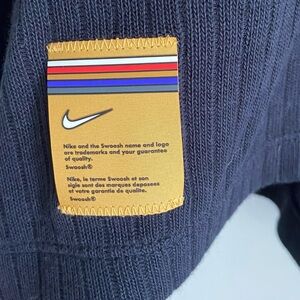 Nike and the Swoosh name and logo
are trademarks and your guarantee
of quality.
Swoosh®
Nike, le terme Swoosh et son
sigle sont des marques deposees
et votre garantie de qualite.
Swoosh®